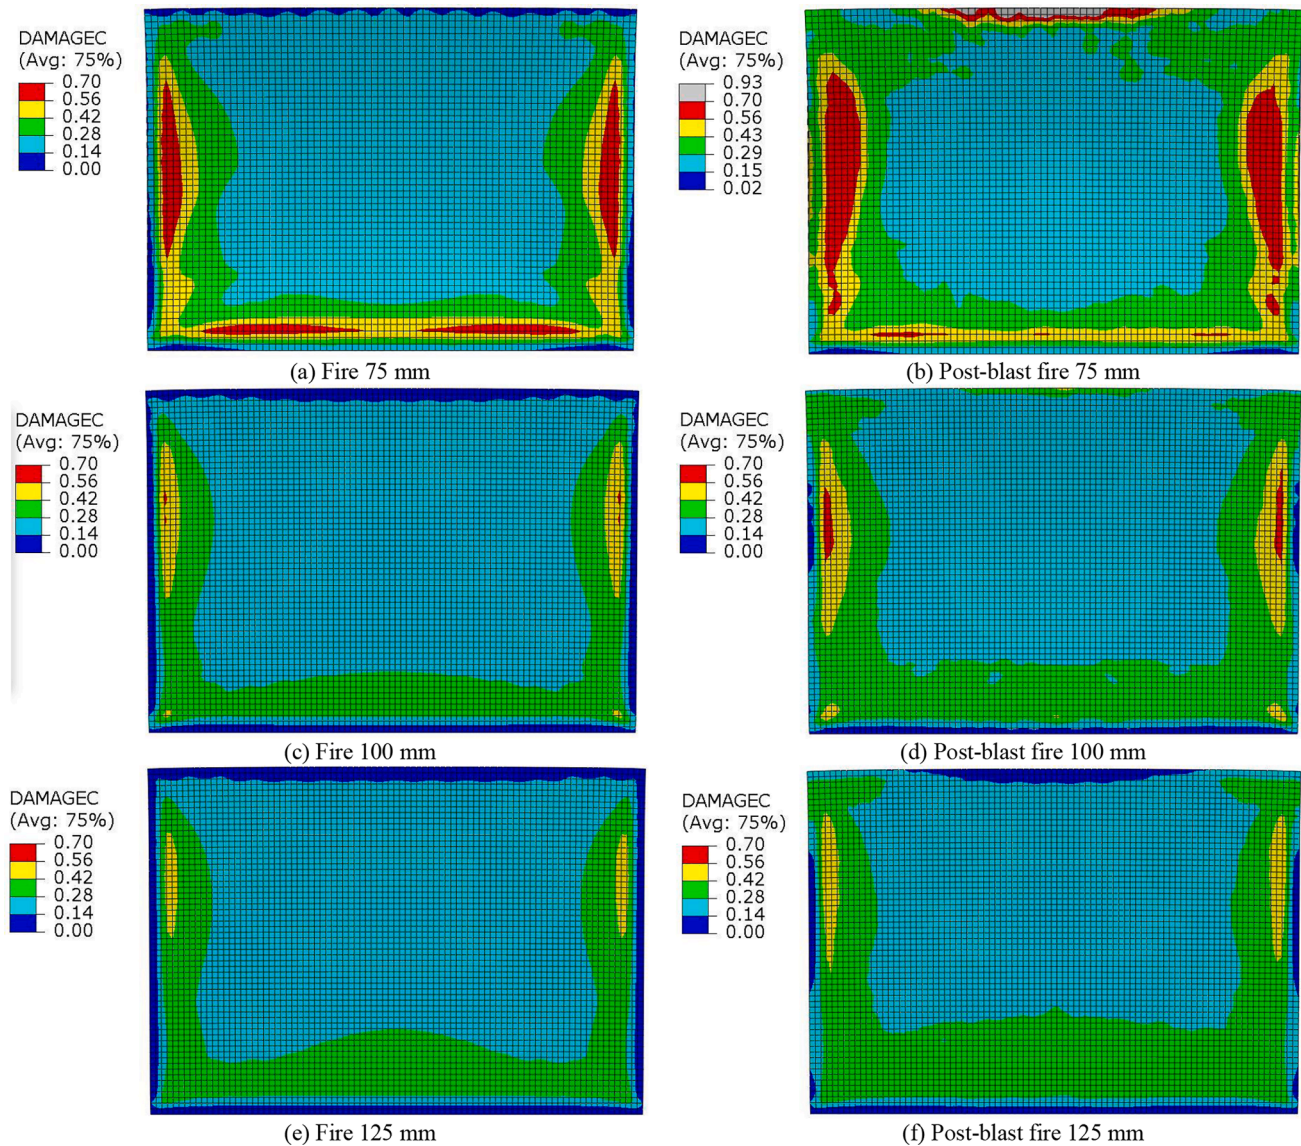 DAMAGEC
(Avg: 75%)
0.70
0.56
0.42
0.28
0.14
0.00
(a) Fire 75 mm
DAMAGEC
(Avg: 75%)
0.93
0.70
0.56
0.43
0.29
0.15
0.02
(b) Post-blast fire 75 mm
DAMAGEC
(Avg: 75%)
0.70
0.56
0.42
0.28
0.14
0.00
(c) Fire 100 mm
DAMAGEC
(Avg: 75%)
0.70
0.56
0.42
0.28
0.14
0.00
(d) Post-blast fire 100 mm
DAMAGEC
(Avg: 75%)
0.70
0.56
0.42
0.28
0.14
0.00
(e) Fire 125 mm
DAMAGEC
(Avg: 75%)
0.70
0.56
0.42
0.28
0.14
0.00
(f) Post-blast fire 125 mm